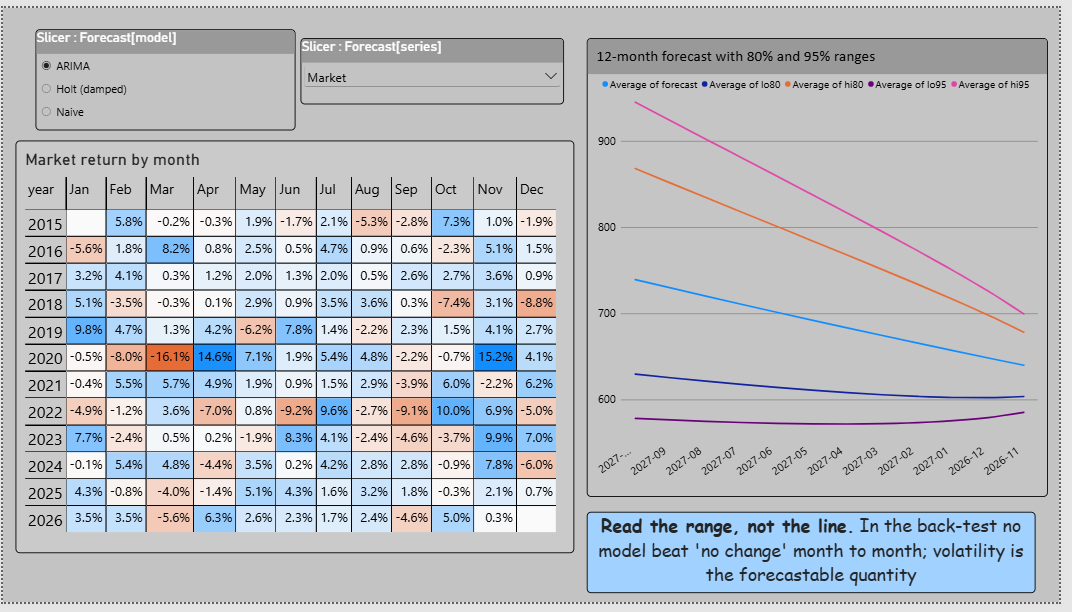 Slicer : Forecast[model]
ARIMA
Holt (damped)
Naive
Slicer : Forecast[series]
Market
Market return by month
year Jan Feb Mar Apr May Jun Jul Aug Sep Oct Nov Dec
2015 5.8% -0.2% -0.3% 1.9% -1.7% 2.1% -5.3% -2.8% 7.3% 1.0% -1.9%
2016 -5.6% 1.8% 8.2% 0.8% 2.5% 0.5% 4.7% 0.9% 0.6% -2.3% 5.1% 1.5%
2017 3.2% 4.1% 0.3% 1.2% 2.0% 1.3% 2.0% 0.5% 2.6% 2.7% 3.6% 0.9%
2018 5.1% -3.5% -0.3% 0.1% 2.9% 0.9% 3.5% 3.6% 0.3% -7.4% 3.1% -8.8%
2019 9.8% 4.7% 1.3% 4.2% -6.2% 7.8% 1.4% -2.2% 2.3% 1.5% 4.1% 2.7%
2020 -0.5% -8.0% -16.1% 14.6% 7.1% 1.9% 5.4% 4.8% -2.2% -0.7% 15.2% 4.1%
2021 -0.4% 5.5% 5.7% 4.9% 1.9% 0.9% 1.5% 2.9% -3.9% 6.0% -2.2% 6.2%
2022 -4.9% -1.2% 3.6% -7.0% 0.8% -9.2% 9.6% -2.7% -9.1% 10.0% 6.9% -5.0%
2023 7.7% -2.4% 0.5% 0.2% -1.9% 8.3% 4.1% -2.4% -4.6% -3.7% 9.9% 7.0%
2024 -0.1% 5.4% 4.8% -4.4% 3.5% 0.2% 4.2% 2.8% 2.8% -0.9% 7.8% -6.0%
2025 4.3% -0.8% -4.0% -1.4% 5.1% 4.3% 1.6% 3.2% 1.8% -0.3% 2.1% 0.7%
2026 3.5% 3.5% -5.6% 6.3% 2.6% 2.3% 1.7% 2.4% -4.6% 5.0% 0.3%
12-month forecast with 80% and 95% ranges
Average of forecast Average of lo80 Average of hi80 Average of lo95 Average of hi95
900
800
700
600
2027-... 2027-09 2027-08 2027-07 2027-06 2027-05 2027-04 2027-03 2027-02 2027-01 2026-12 2026-11
Read the range, not the line. In the back-test no
model beat 'no change' month to month; volatility is
the forecastable quantity